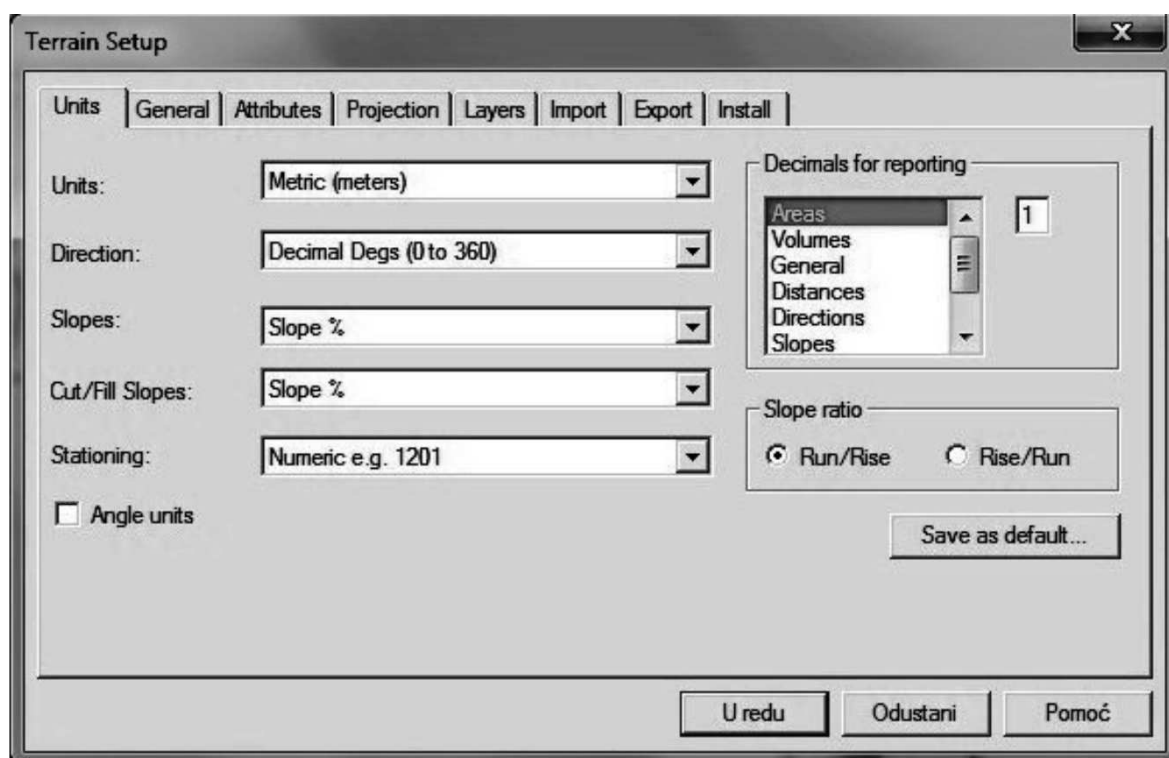 Terrain Setup
Units General Attributes Projection Layers Import Export Install
Units: Metric (meters)
Direction: Decimal Degs (0 to 360)
Slopes: Slope %
Cut/Fill Slopes: Slope %
Stationing: Numeric e.g. 1201
Angle units
Decimals for reporting
Areas 1
Volumes
General
Distances
Directions
Slopes
Slope ratio
Run/Rise Rise/Run
Save as default...
U redu Odustani Pomoć